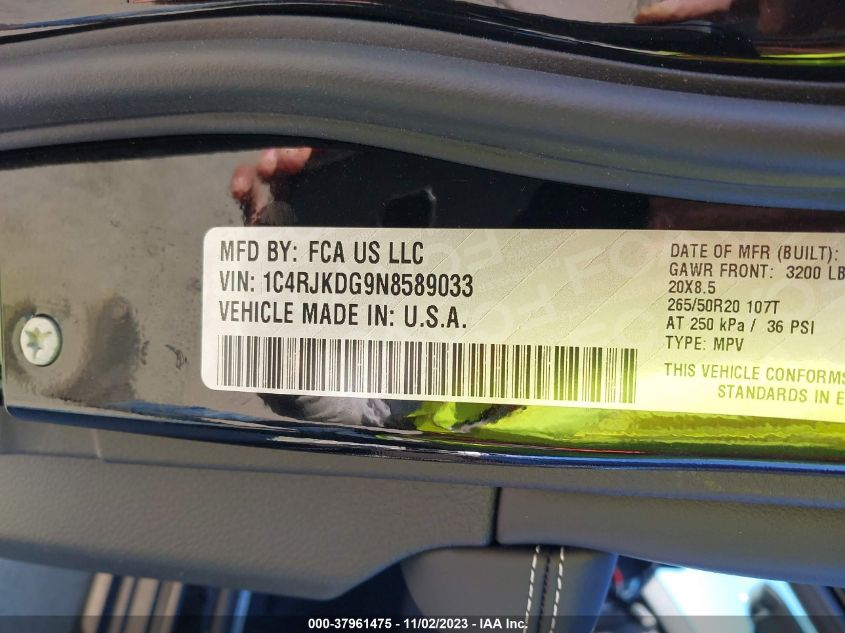 MFD BY: FCA US LLC
VIN: 1C4RJKDG9N8589033
VEHICLE MADE IN: U.S.A.
DATE OF MFR (BUILT):
GAWR FRONT: 3200 LB
20X8.5
265/50R20 107T
AT 250 kPa / 36 PSI
TYPE: MPV
THIS VEHICLE CONFORMS
STANDARDS IN E
000-37961475 - 11/02/2023 - IAA Inc.